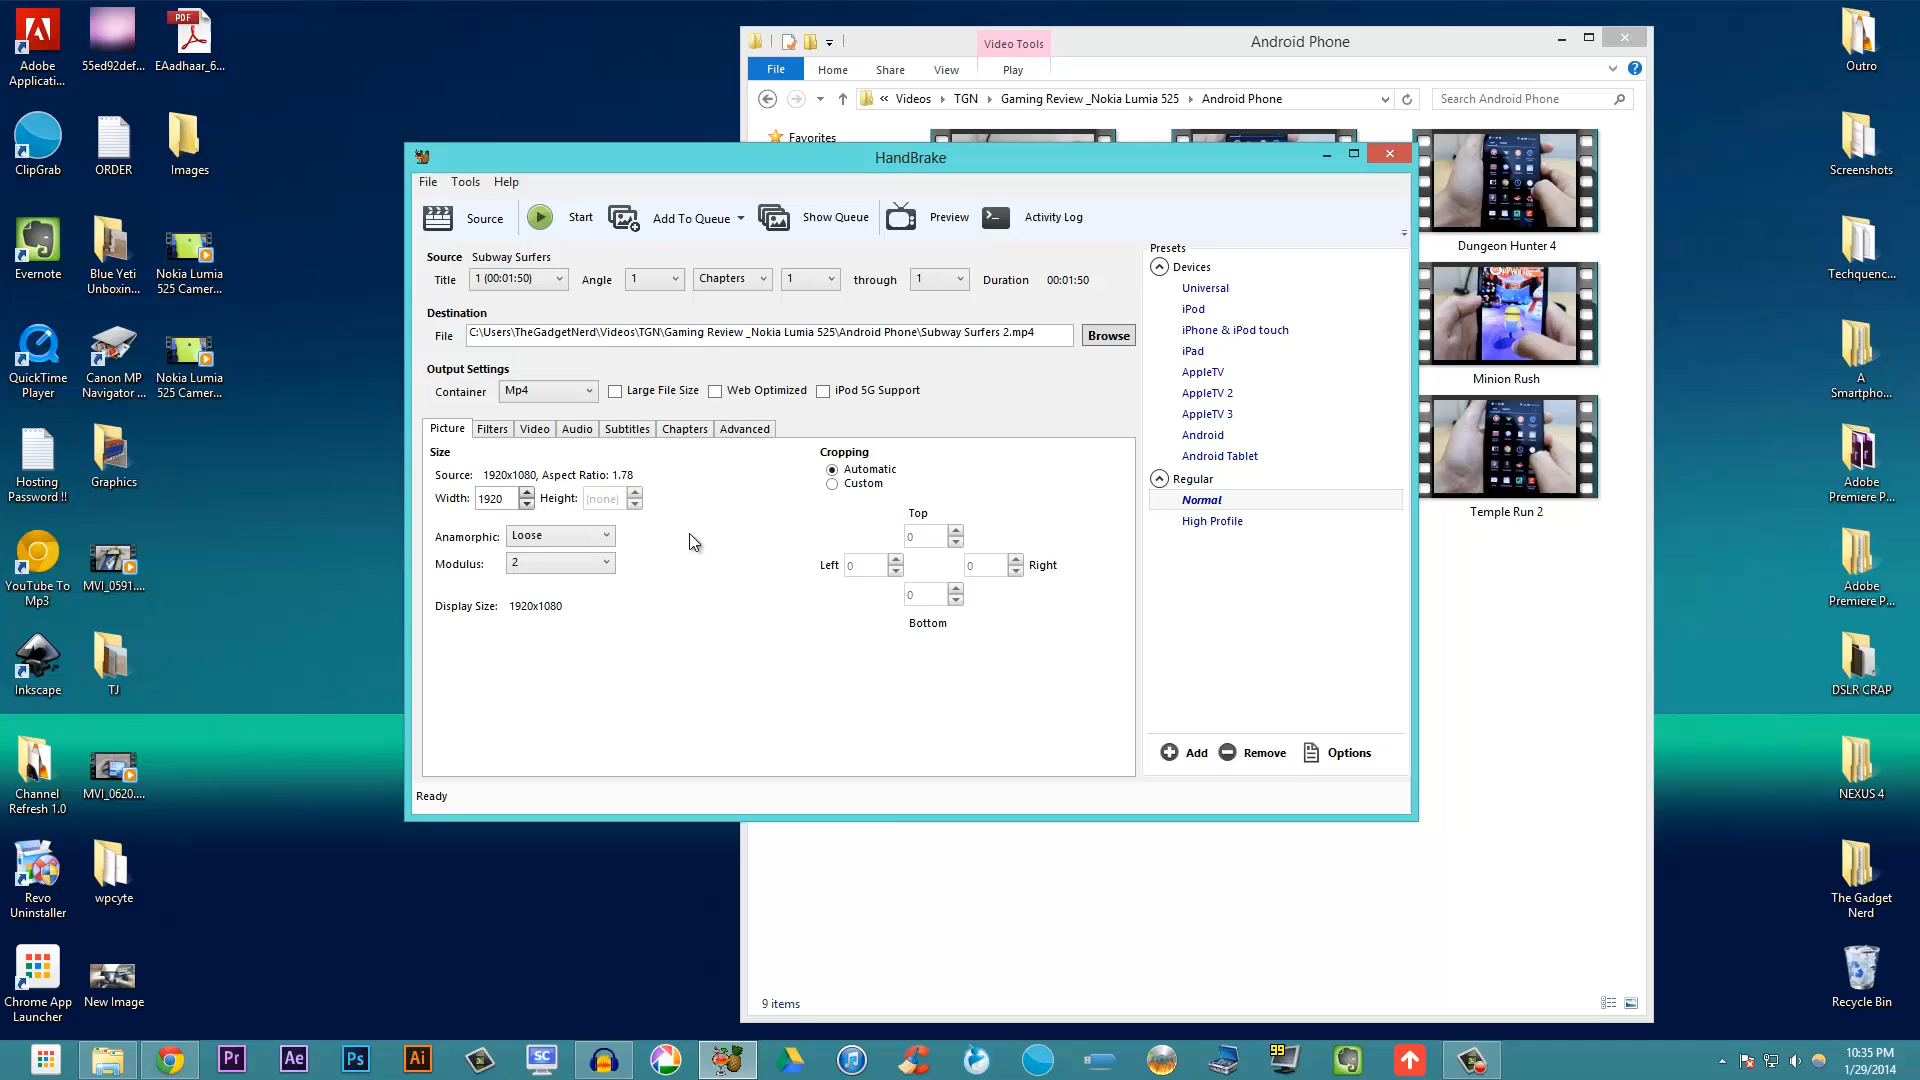 Adobe
Applicati...
55ed92def...
PDF
EAadhaar_6...
ClipGrab
ORDER
Images
Evernote
Blue Yeti
Unboxin...
Nokia Lumia
525 Camer...
QuickTime
Player
Canon MP
Navigator ...
Nokia Lumia
525 Camer...
Hosting
Password !!
Graphics
YouTube To
Mp3
MVI_0591....
Inkscape
TJ
Channel
Refresh 1.0
MVI_0620....
Revo
Uninstaller
wpcyte
Chrome App
Launcher
New Image
Video Tools
Android Phone
File
Home
Share
View
Play
« Videos
TGN
Gaming Review _Nokia Lumia 525
Android Phone
Search Android Phone
Favorites
Dungeon Hunter 4
Minion Rush
Temple Run 2
9 items
HandBrake
File
Tools
Help
Source
Start
Add To Queue
Show Queue
Preview
Activity Log
Source Subway Surfers
Title 1 (00:01:50) Angle 1 Chapters 1 through 1 Duration 00:01:50
Destination
File C:\Users\TheGadgetNerd\Videos\TGN\Gaming Review _Nokia Lumia 525\Android Phone\Subway Surfers 2.mp4 Browse
Output Settings
Container Mp4 Large File Size Web Optimized iPod 5G Support
Picture Filters Video Audio Subtitles Chapters Advanced
Size
Source: 1920x1080, Aspect Ratio: 1.78
Width: 1920 Height: (none)
Anamorphic: Loose
Modulus: 2
Display Size: 1920x1080
Cropping
Automatic
Custom
Top
0
Left 0 0 Right
0
Bottom
Presets
Devices
Universal
iPod
iPhone & iPod touch
iPad
AppleTV
AppleTV 2
AppleTV 3
Android
Android Tablet
Regular
Normal
High Profile
Add Remove Options
Ready
Outro
Screenshots
Techquenc...
A
Smartpho...
Adobe
Premiere P...
Adobe
Premiere P...
DSLR CRAP
NEXUS 4
The Gadget
Nerd
Recycle Bin
Pr
Ae
Ps
Ai
SC
99
10:35 PM
1/29/2014